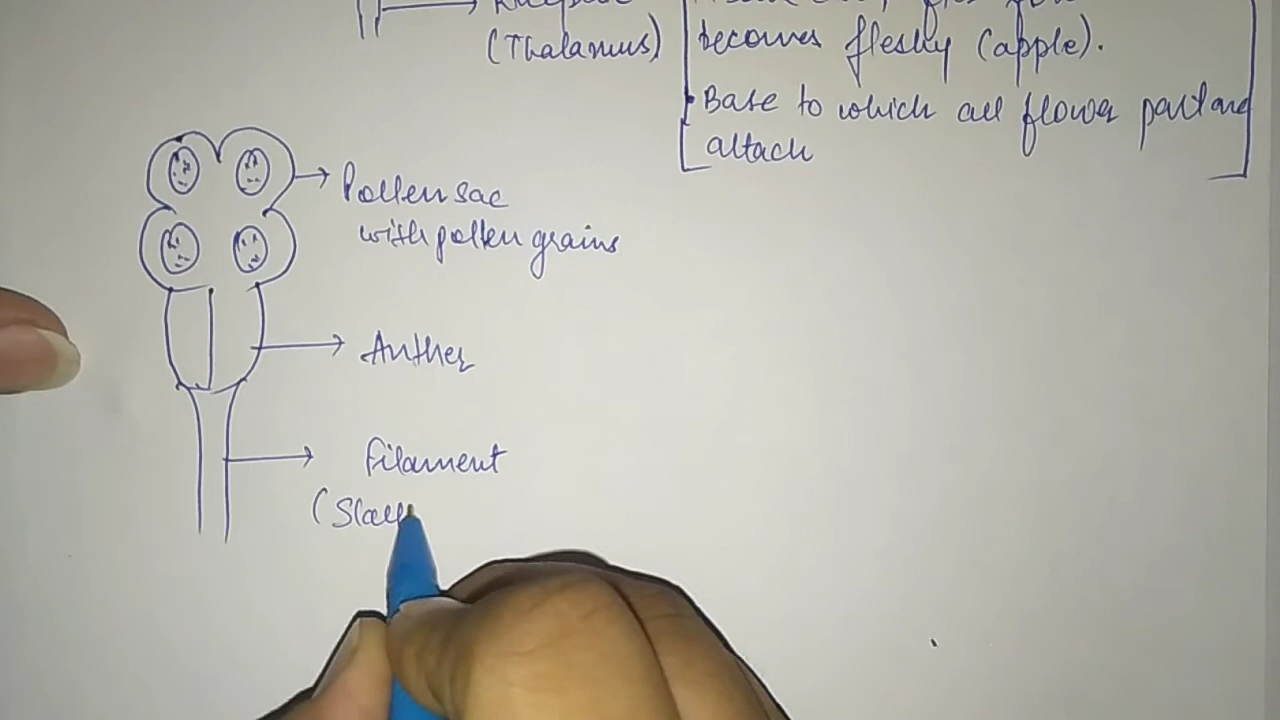 (Thalamus)
becomes fleshy (apple).
Base to which all flower part are
attach
Pollen sac
with pollen grains
Anther
filament